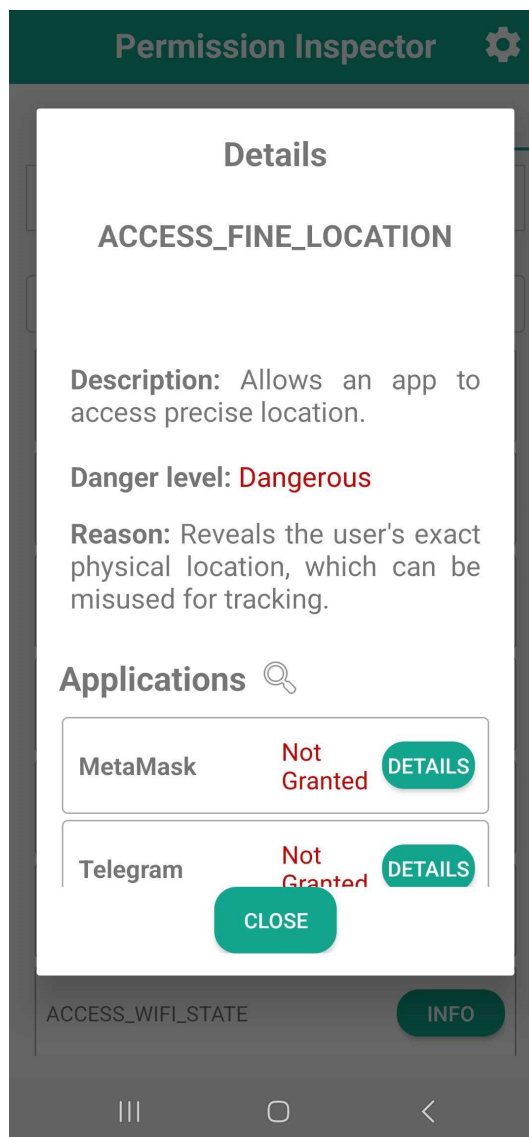 Permission Inspector
Details
ACCESS_FINE_LOCATION
Description: Allows an app to
access precise location.
Danger level: Dangerous
Reason: Reveals the user's exact
physical location, which can be
misused for tracking.
Applications
MetaMask Not Granted DETAILS
Telegram Not Granted DETAILS
CLOSE
ACCESS_WIFI_STATE INFO